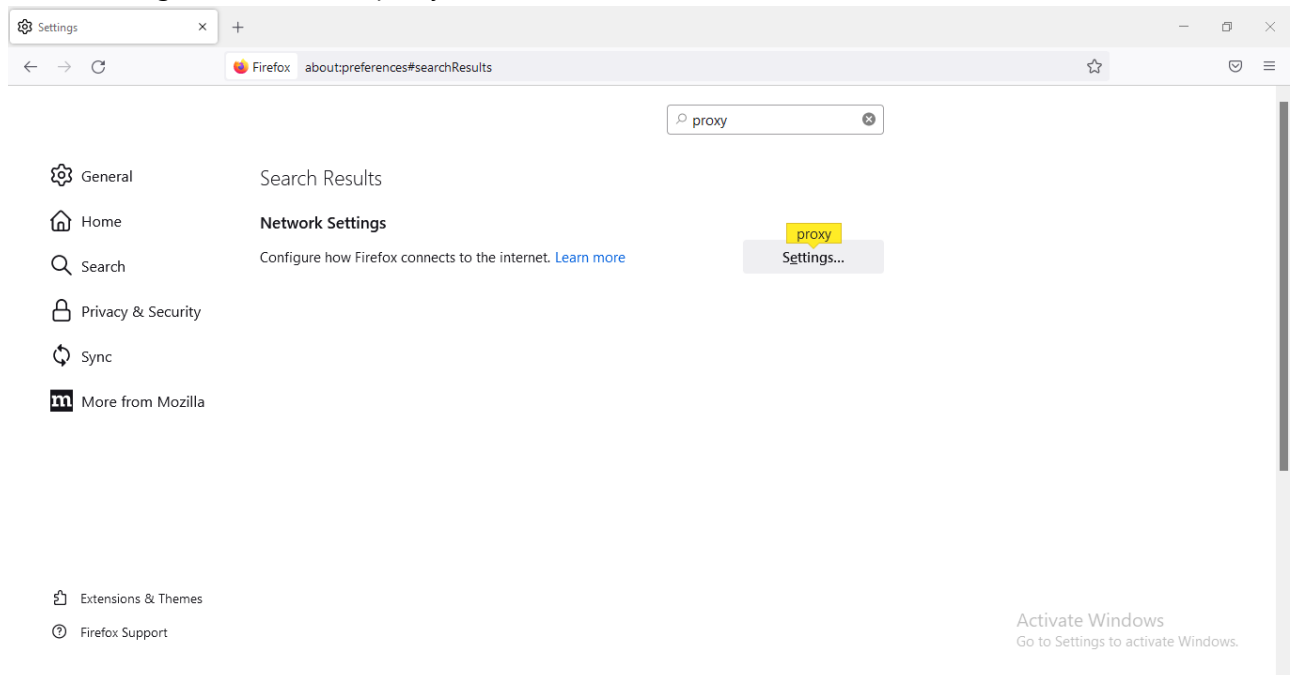 Settings
Firefox about:preferences#searchResults
proxy
General
Home
Search
Privacy & Security
Sync
More from Mozilla
Search Results
Network Settings
proxy
Configure how Firefox connects to the internet. Learn more
Settings...
Extensions & Themes
Firefox Support
Activate Windows
Go to Settings to activate Windows.